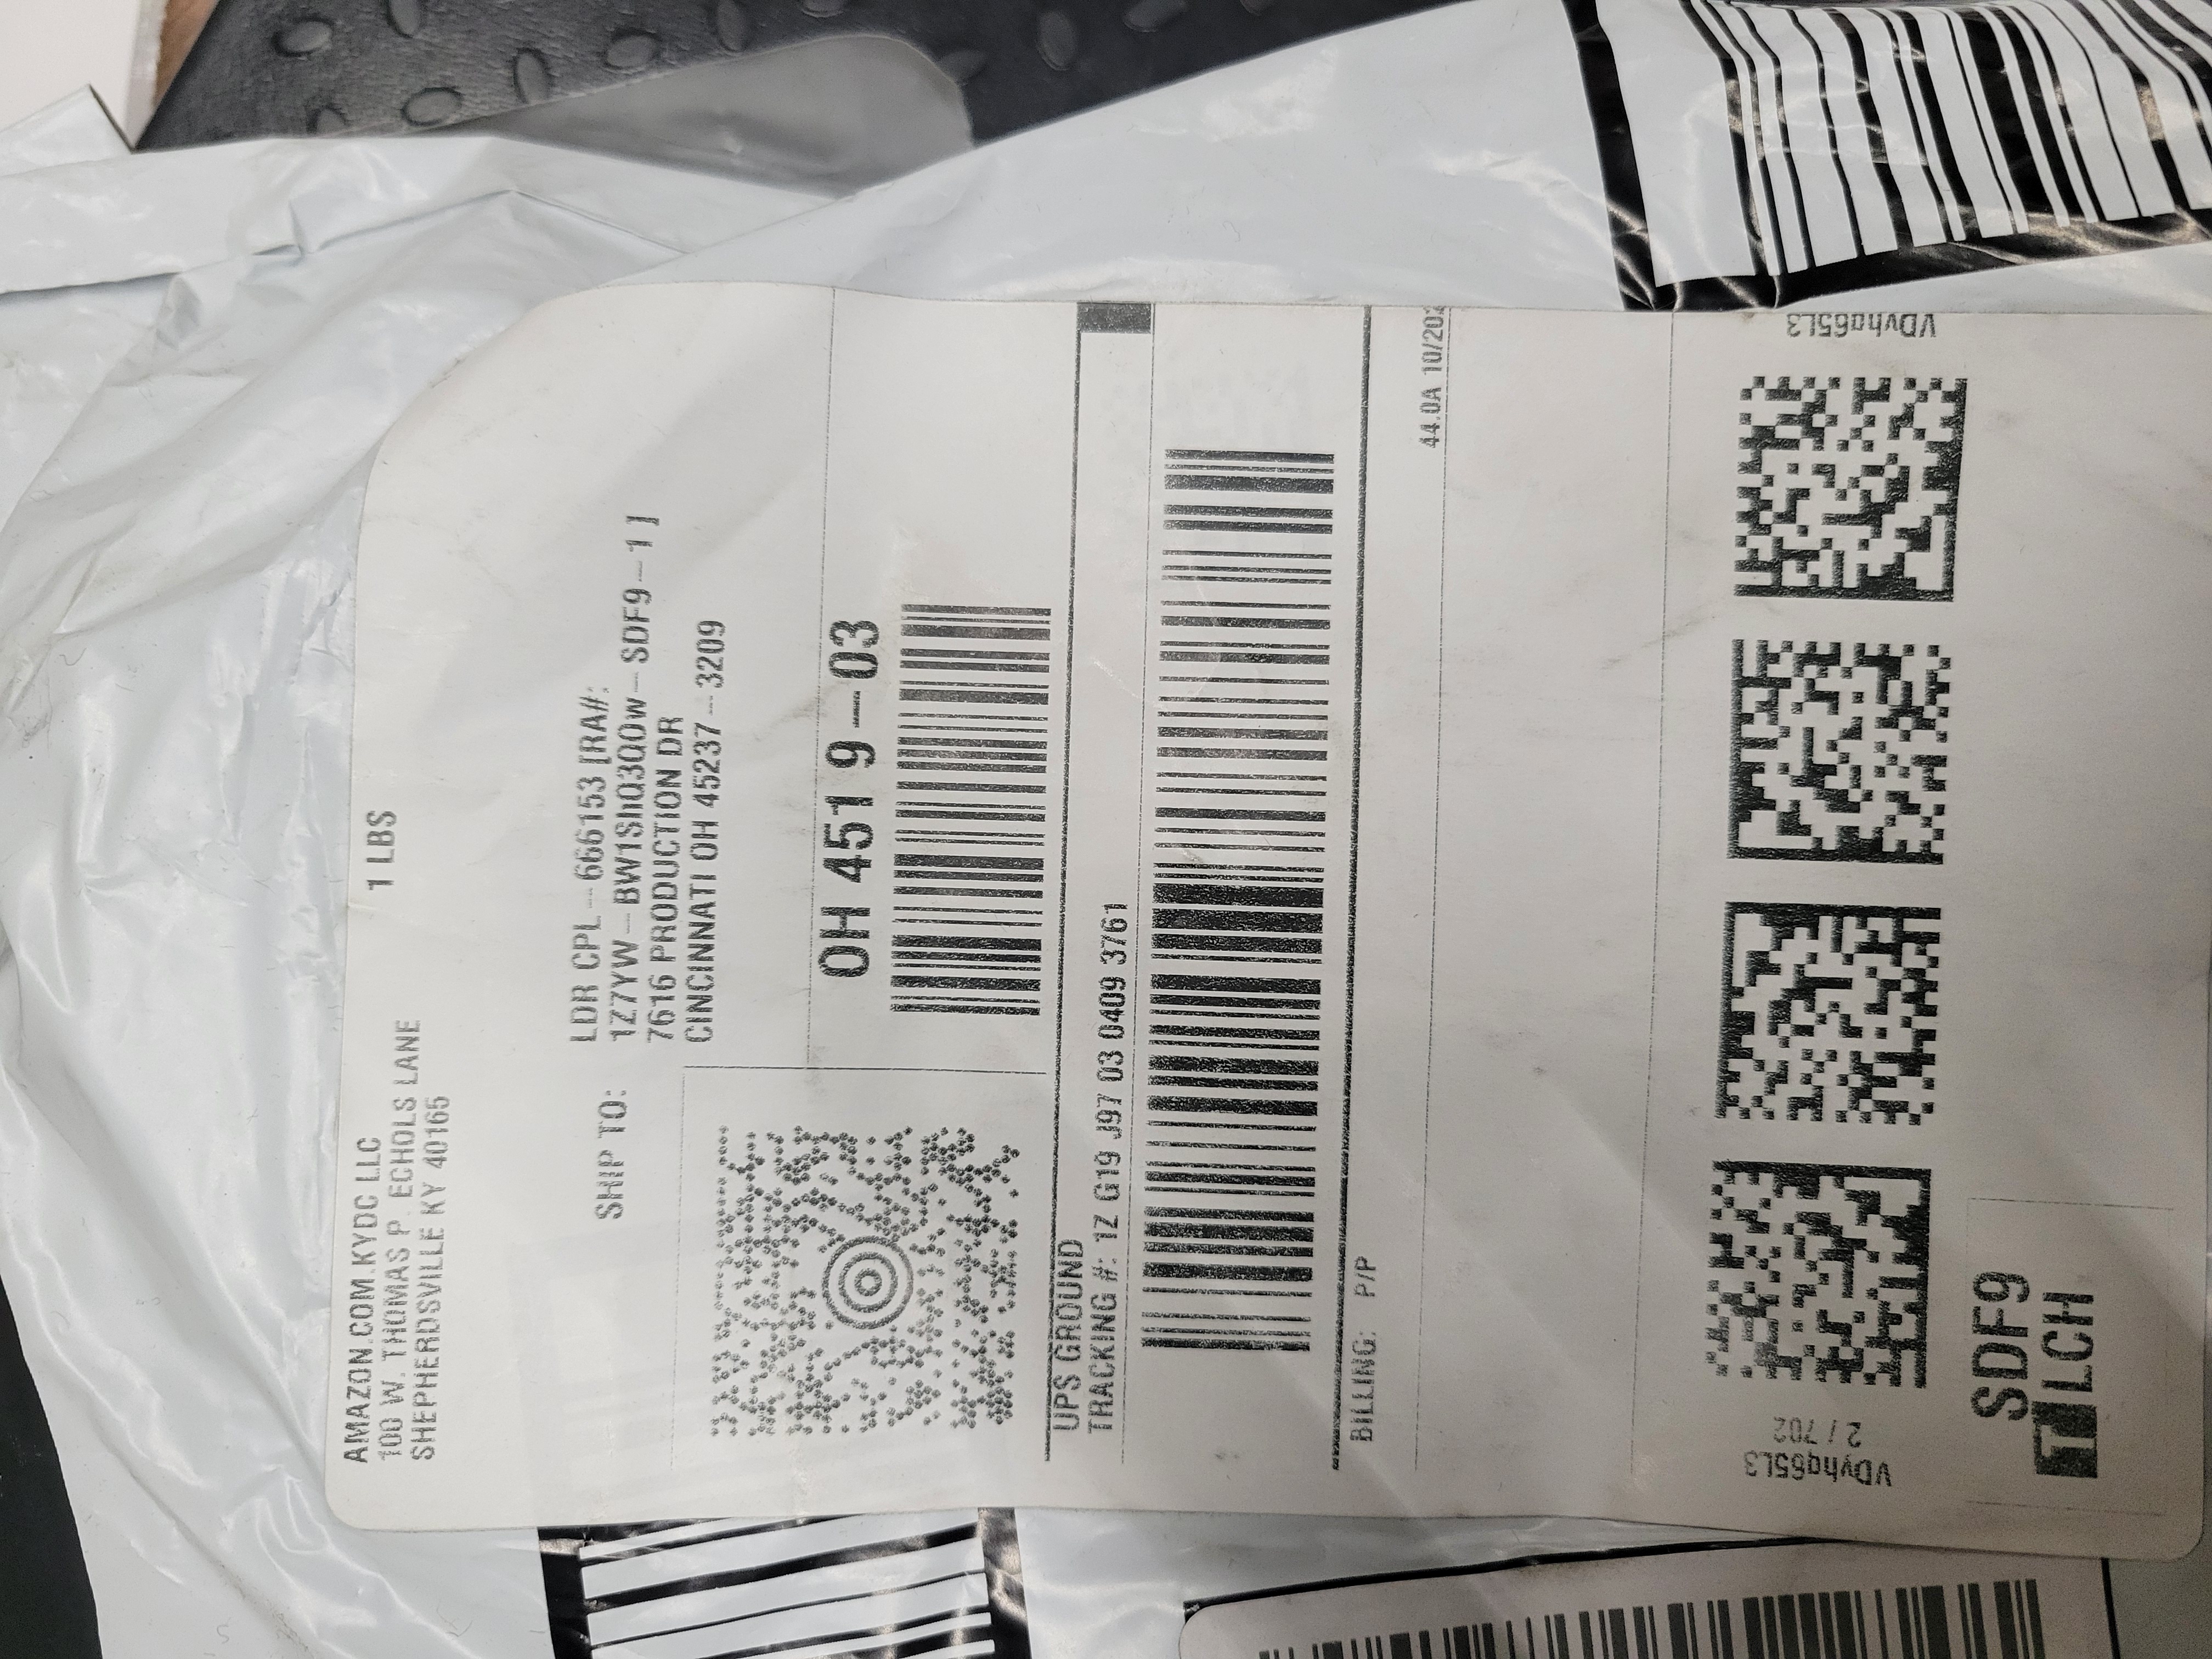 AMAZON.COM.KYDC LLC
100 W. THOMAS P. ECHOLS LANE
SHEPHERDSVILLE KY 40165
1 LBS
SHIP TO:
LDR CPL-666153 [RA#:
1Z7YW-BW1ShQ3Q0w-SDF9-1]
7616 PRODUCTION DR
CINCINNATI OH 45237-3209
OH 451 9-03
UPS GROUND
TRACKING #: 1Z G19 J97 03 0409 3761
BILLING: P/P
44.0A 10/202
VDyhq65L3
2 / 702
VDyhq65L3
SDF9
T LCH